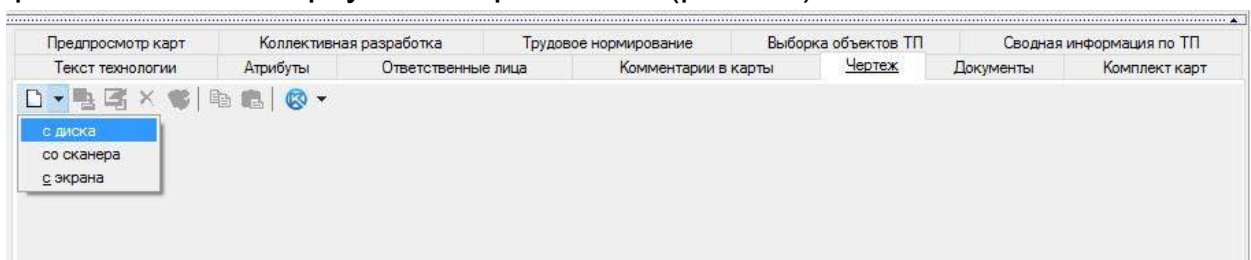 Предпросмотр карт Коллективная разработка Трудовое нормирование Выборка объектов ТП Сводная информация по ТП
Текст технологии Атрибуты Ответственные лица Комментарии в карты Чертеж Документы Комплект карт
с диска
со сканера
с экрана